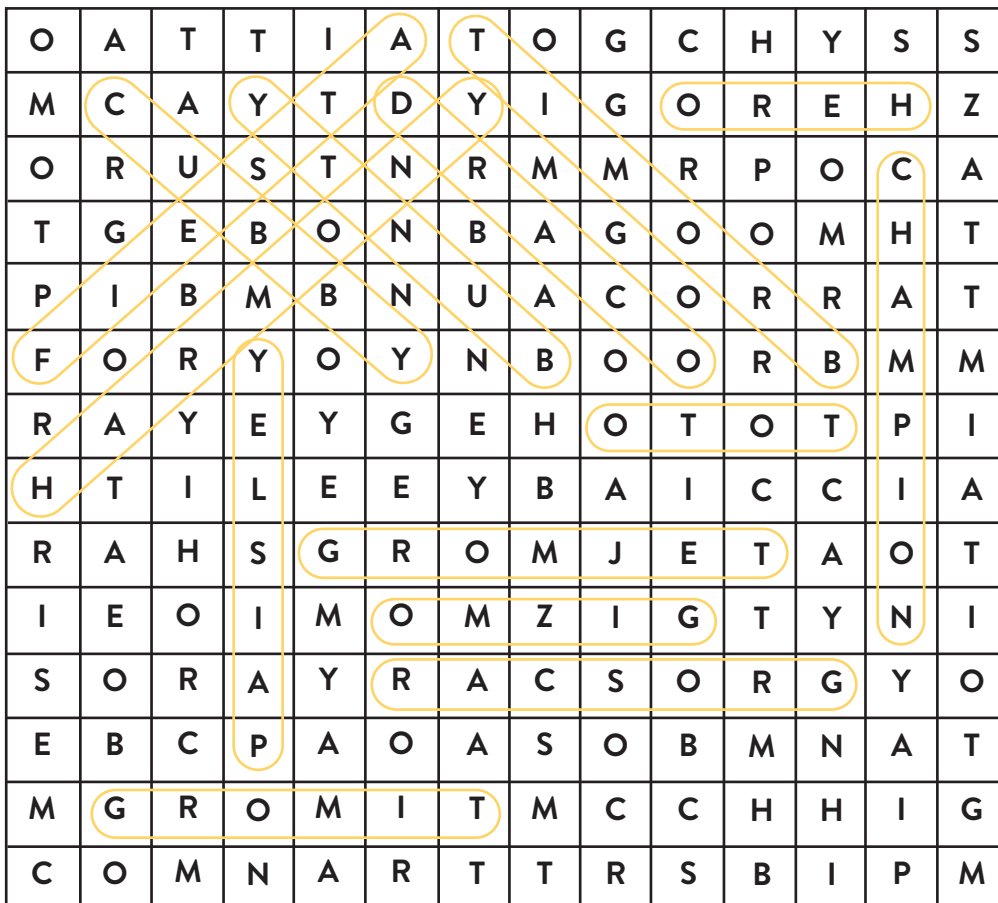 O A T T I A T O G C H Y S S
M C A Y T D Y I G O R E H Z
O R U S T N R M M R P O C A
T G E B O N B A G O O M H T
P I B M B N U A C O R R A T
F O R Y O Y N B O O R B M M
R A Y E Y G E H O T O T P I
H T I L E E Y B A I C C I A
R A H S G R O M J E T A O T
I E O I M O M Z I G T Y N I
S O R A Y R A C S O R G Y O
E B C P A O A S O B M N A T
M G R O M I T M C C H H I G
C O M N A R T T R S B I P M